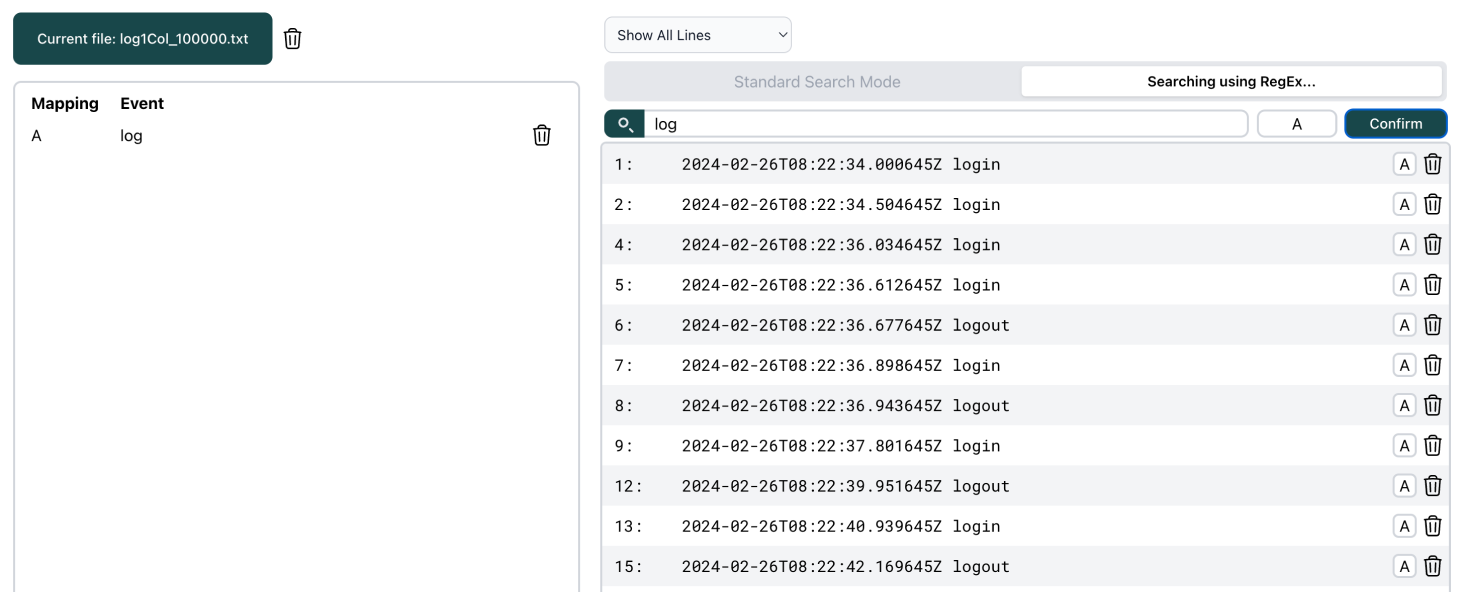 Current file: log1Col_100000.txt
Mapping Event
A log
Show All Lines
Standard Search Mode Searching using RegEx...
log A Confirm
1: 2024-02-26T08:22:34.000645Z login A
2: 2024-02-26T08:22:34.504645Z login A
4: 2024-02-26T08:22:36.034645Z login A
5: 2024-02-26T08:22:36.612645Z login A
6: 2024-02-26T08:22:36.677645Z logout A
7: 2024-02-26T08:22:36.898645Z login A
8: 2024-02-26T08:22:36.943645Z logout A
9: 2024-02-26T08:22:37.801645Z login A
12: 2024-02-26T08:22:39.951645Z logout A
13: 2024-02-26T08:22:40.939645Z login A
15: 2024-02-26T08:22:42.169645Z logout A